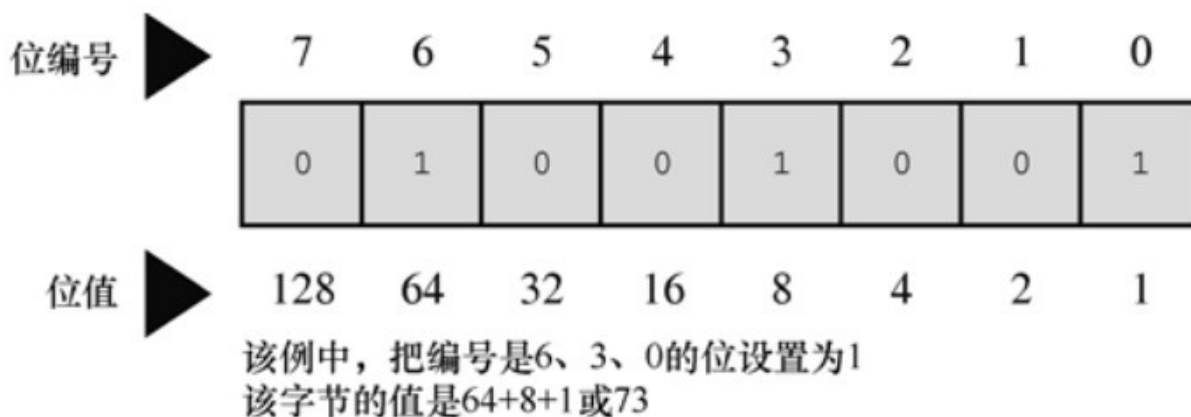 位编号 7 6 5 4 3 2 1 0
0 1 0 0 1 0 0 1
位值 128 64 32 16 8 4 2 1
该例中，把编号是6、3、0的位设置为1
该字节的值是64+8+1或73